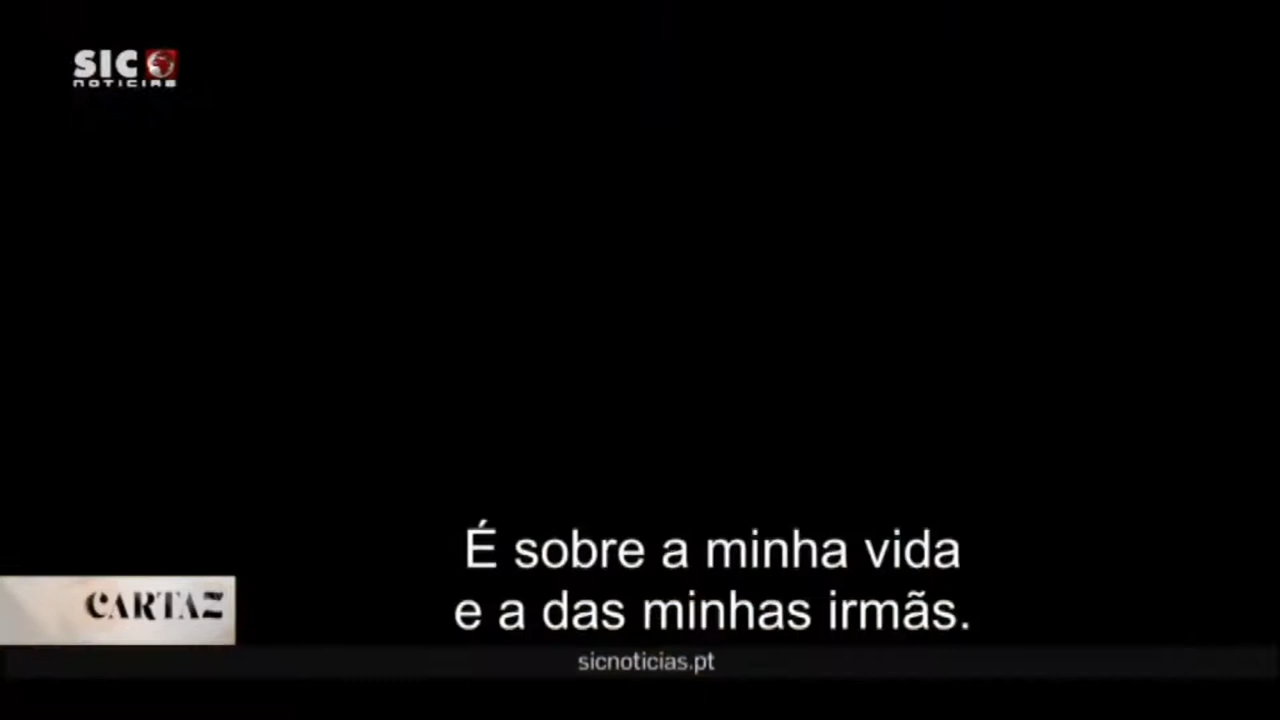 SIC
NOTICIAS
É sobre a minha vida
e a das minhas irmãs.
CARTAZ
sicnoticias.pt